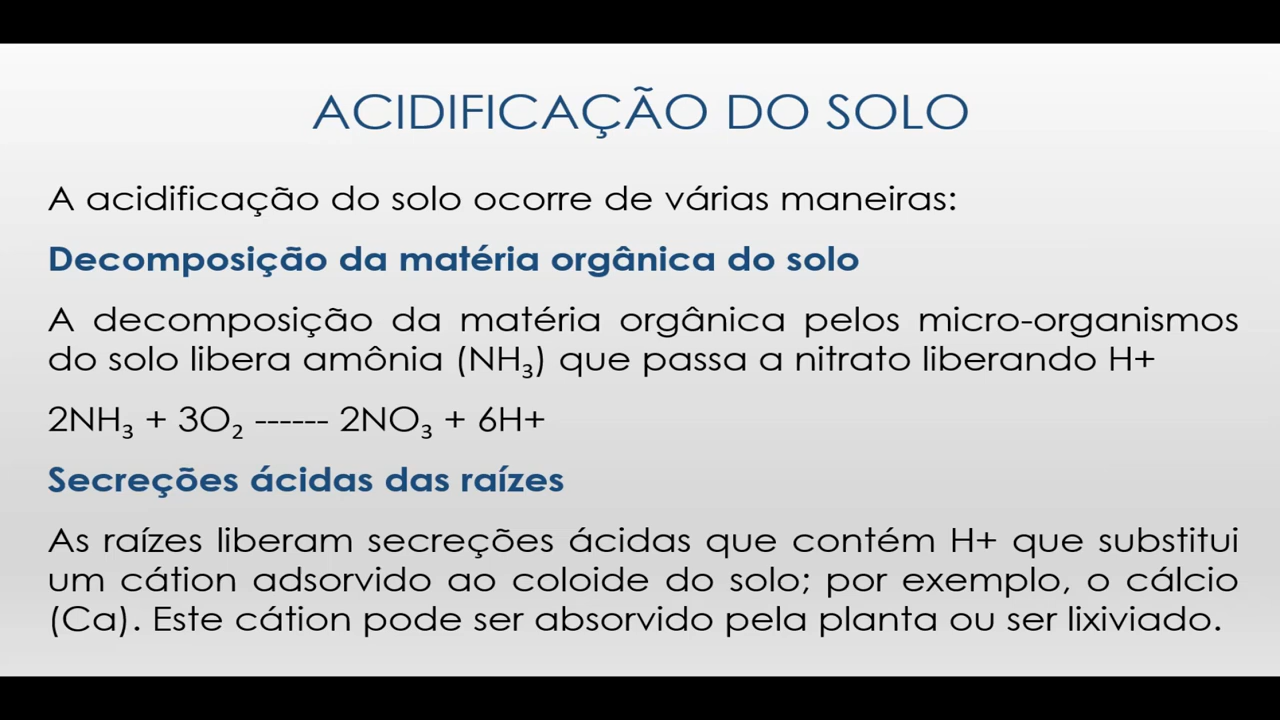 ACIDIFICAÇÃO DO SOLO
A acidificação do solo ocorre de várias maneiras:
Decomposição da matéria orgânica do solo
A decomposição da matéria orgânica pelos micro-organismos
do solo libera amônia (NH₃) que passa a nitrato liberando H+
2NH₃ + 3O₂ ------ 2NO₃ + 6H+
Secreções ácidas das raízes
As raízes liberam secreções ácidas que contém H+ que substitui
um cátion adsorvido ao coloide do solo; por exemplo, o cálcio
(Ca). Este cátion pode ser absorvido pela planta ou ser lixiviado.